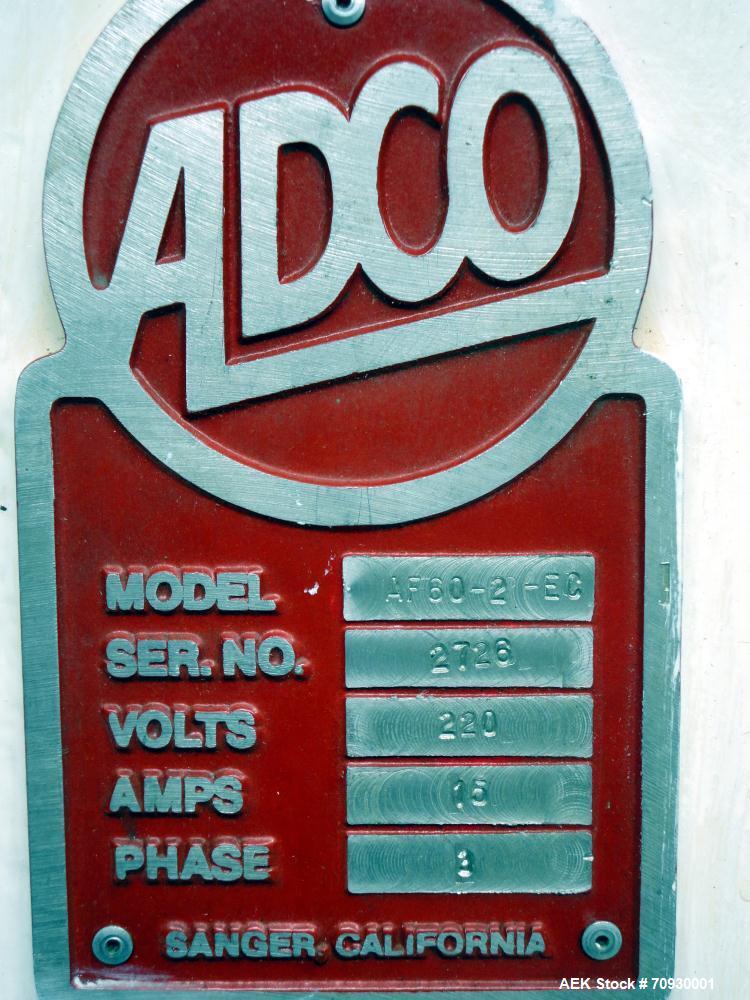 ADCO
MODEL AF60-21-EC
SER. NO. 2726
VOLTS 220
AMPS 15
PHASE 3
SANGER, CALIFORNIA
AEK Stock # 70930001